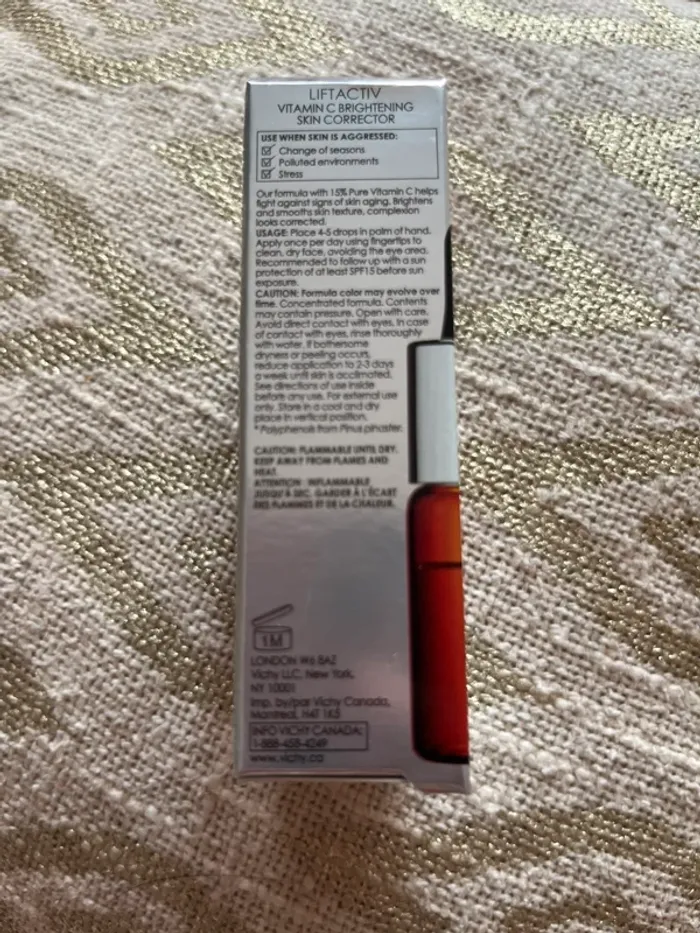 LIFTACTIV
VITAMIN C BRIGHTENING
SKIN CORRECTOR
USE WHEN SKIN IS AGGRESSED:
Change of seasons
Polluted environments
Stress
Our formula with 15% Pure Vitamin C helps
fight against signs of skin aging. Brightens
and smooths skin texture, complexion
looks corrected.
USAGE: Place 4-5 drops in palm of hand.
Apply once per day using fingertips to
clean, dry face, avoiding the eye area.
Recommended to follow up with a sun
protection of at least SPF15 before sun
exposure.
CAUTION: Formula color may evolve over
time. Concentrated formula. Contents
may contain pressure. Open with care.
Avoid direct contact with eyes. In case
of contact with eyes, rinse thoroughly
with water. If bothersome
dryness or peeling occurs,
reduce application to 2-3 days
a week until skin is acclimated.
See directions of use inside
before any use. For external use
only. Store in a cool and dry
place in vertical position.
* Polyphenols from Pinus pinaster.
CAUTION: FLAMMABLE UNTIL DRY.
KEEP AWAY FROM FLAMES AND
HEAT.
ATTENTION : INFLAMMABLE
JUSQU'À SEC. GARDER À L'ÉCART
DES FLAMMES ET DE LA CHALEUR.
1M
LONDON W6 8AZ
Vichy LLC, New York,
NY 10001
Imp. by/par Vichy Canada,
Montreal, H4T 1K5
INFO VICHY CANADA:
1-888-458-4249
www.vichy.ca